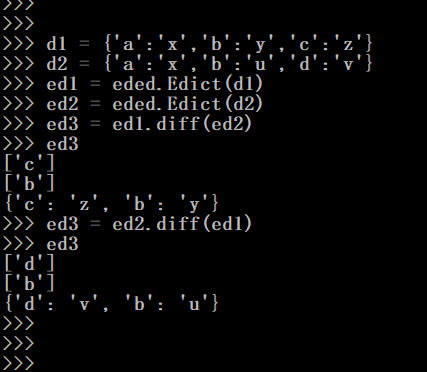 >>>
>>>
>>> d1 = {'a':'x','b':'y','c':'z'}
>>> d2 = {'a':'x','b':'u','d':'v'}
>>> ed1 = eded.Edict(d1)
>>> ed2 = eded.Edict(d2)
>>> ed3 = ed1.diff(ed2)
>>> ed3
['c']
['b']
{'c': 'z', 'b': 'y'}
>>> ed3 = ed2.diff(ed1)
>>> ed3
['d']
['b']
{'d': 'v', 'b': 'u'}
>>>
>>>
>>>